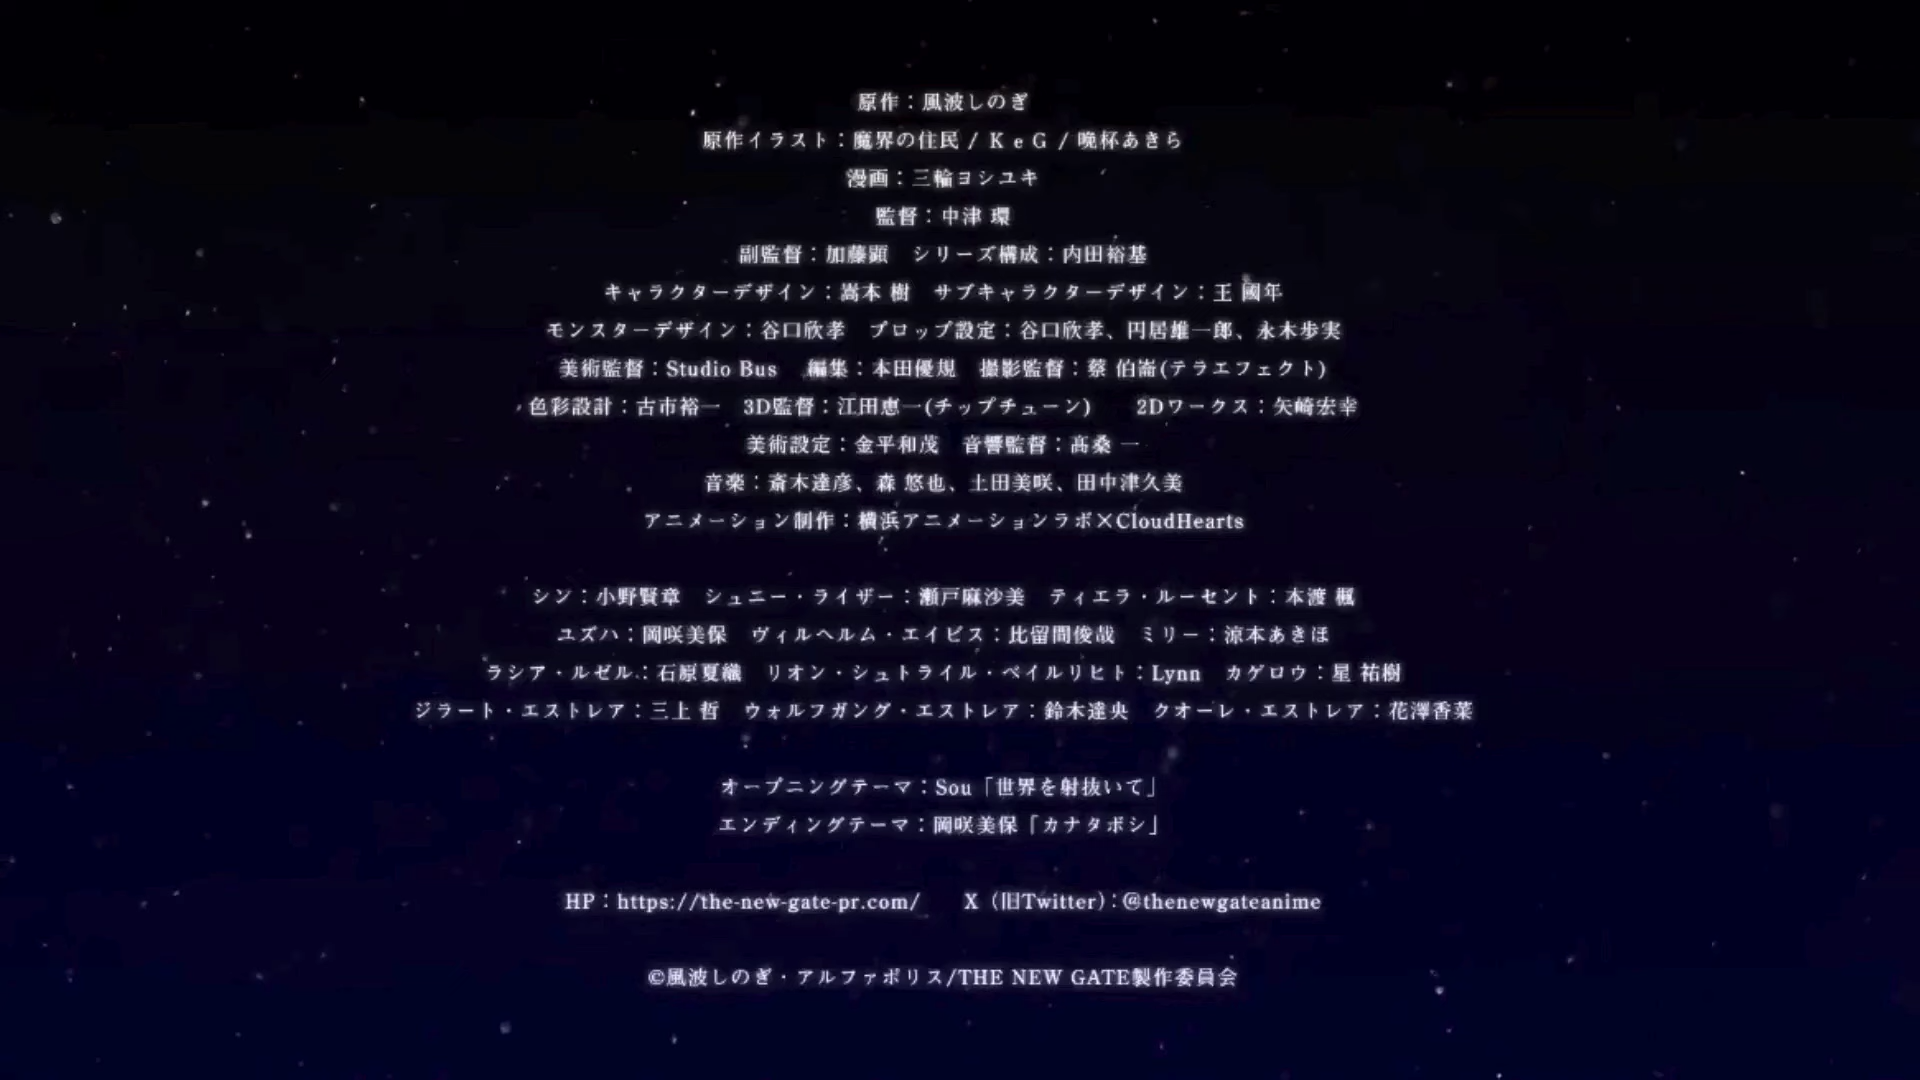 原作：風波しのぎ
原作イラスト：魔界の住民 / KeG / 晩杯あきら
漫画：三輪ヨシユキ
監督：中津 環
副監督：加藤顕　シリーズ構成：内田裕基
キャラクターデザイン：嵩本 樹　サブキャラクターデザイン：王 國年
モンスターデザイン：谷口欣孝　プロップ設定：谷口欣孝、円居雄一郎、永木歩実
美術監督：Studio Bus　編集：本田優規　撮影監督：蔡 伯崙(テラエフェクト)
色彩設計：古市裕一　3D監督：江田恵一(チップチューン)　2Dワークス：矢崎宏幸
美術設定：金平和茂　音響監督：髙桑 一
音楽：斎木達彦、森 悠也、土田美咲、田中津久美
アニメーション制作：横浜アニメーションラボ×CloudHearts
シン：小野賢章　シュニー・ライザー：瀬戸麻沙美　ティエラ・ルーセント：本渡 楓
ユズハ：岡咲美保　ヴィルヘルム・エイビス：比留間俊哉　ミリー：涼本あきほ
ラシア・ルゼル：石原夏織　リオン・シュトライル・ベイルリヒト：Lynn　カゲロウ：星 祐樹
ジラート・エストレア：三上 哲　ウォルフガング・エストレア：鈴木達央　クオーレ・エストレア：花澤香菜
オープニングテーマ：Sou「世界を射抜いて」
エンディングテーマ：岡咲美保「カナタボシ」
HP：https://the-new-gate-pr.com/　X（旧Twitter）：@thenewgateanime
©風波しのぎ・アルファポリス/THE NEW GATE製作委員会